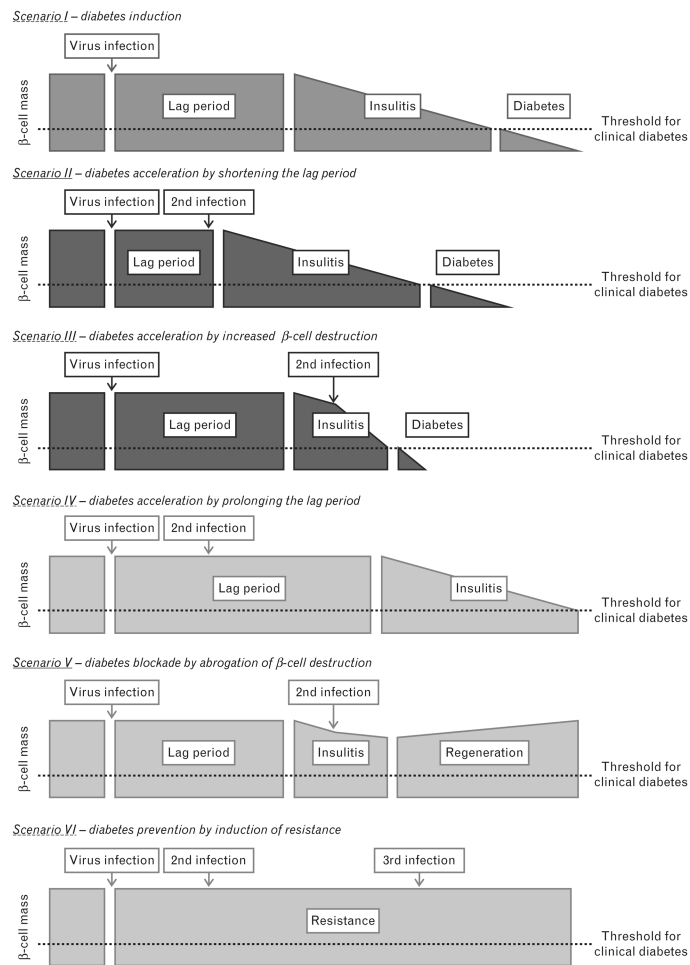 Scenario I – diabetes induction
Virus infection
β-cell mass
Lag period
Insulitis
Diabetes
Threshold for
clinical diabetes
Scenario II – diabetes acceleration by shortening the lag period
Virus infection
2nd infection
β-cell mass
Lag period
Insulitis
Diabetes
Threshold for
clinical diabetes
Scenario III – diabetes acceleration by increased β-cell destruction
Virus infection
2nd infection
β-cell mass
Lag period
Insulitis
Diabetes
Threshold for
clinical diabetes
Scenario IV – diabetes acceleration by prolonging the lag period
Virus infection
2nd infection
β-cell mass
Lag period
Insulitis
Threshold for
clinical diabetes
Scenario V – diabetes blockade by abrogation of β-cell destruction
Virus infection
2nd infection
β-cell mass
Lag period
Insulitis
Regeneration
Threshold for
clinical diabetes
Scenario VI – diabetes prevention by induction of resistance
Virus infection
2nd infection
3rd infection
β-cell mass
Resistance
Threshold for
clinical diabetes